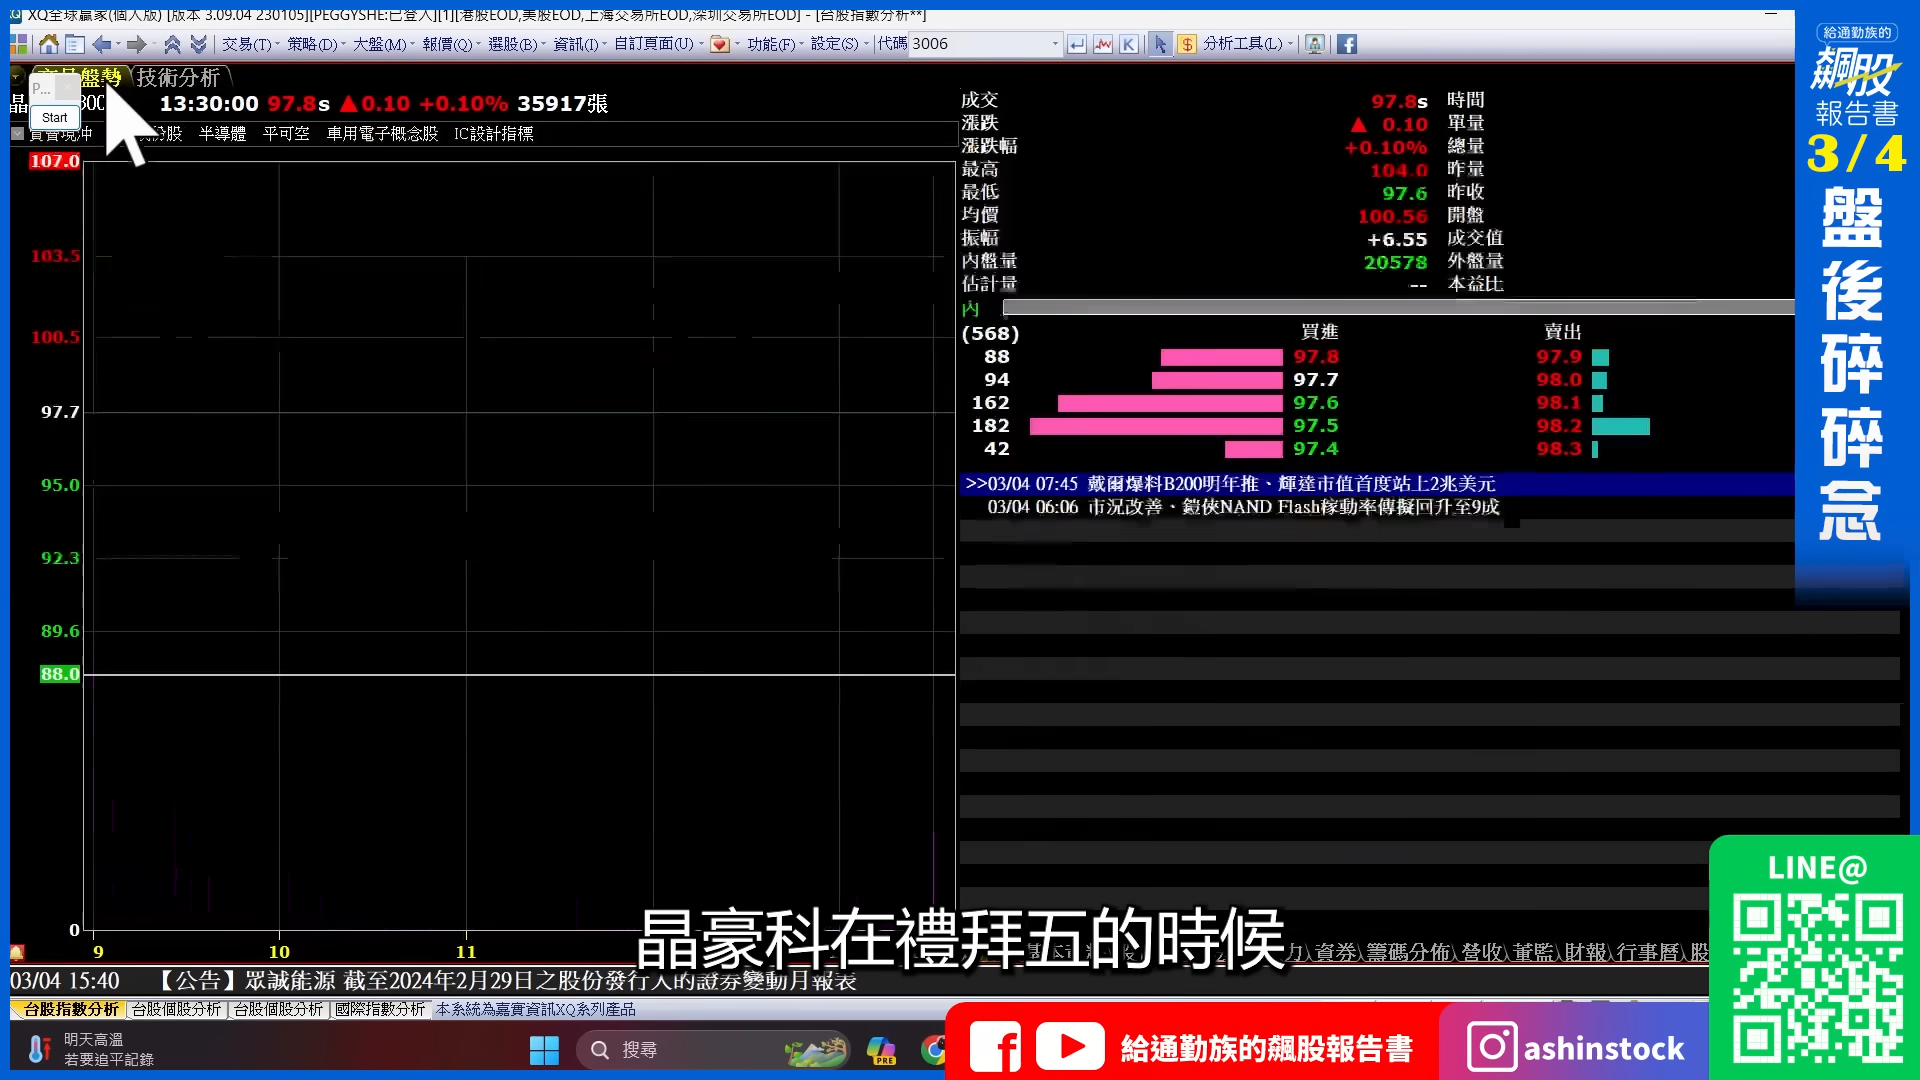 XQ全球贏家(個人版) [版本 3.09.04 230105][PEGGYSHE:已登入][1][港股EOD,美股EOD,上海交易所EOD,深圳交易所EOD] - [台股指數分析**]
交易(T) 策略(D) 大盤(M) 報價(Q) 選股(B) 資訊(I) 自訂頁面(U) 功能(F) 設定(S) 代碼 3006 分析工具(L)
盤勢 技術分析
P...
Start
晶 13:30:00 97.8s ▲0.10 +0.10% 35917張
半導體 平可空 車用電子概念股 IC設計指標
107.0
103.5
100.5
97.7
95.0
92.3
89.6
88.0
0
9 10 11
成交 97.8s 時間
漲跌 ▲ 0.10 單量
漲跌幅 +0.10% 總量
最高 104.0 昨量
最低 97.6 昨收
均價 100.56 開盤
振幅 +6.55 成交值
內盤量 20578 外盤量
估計量 -- 本益比
內
(568) 買進 賣出
88 97.8 97.9
94 97.7 98.0
162 97.6 98.1
182 97.5 98.2
42 97.4 98.3
>>03/04 07:45 戴爾爆料B200明年推、輝達市值首度站上2兆美元
03/04 06:06 市況改善、鎧俠NAND Flash稼動率傳擬回升至9成
力\資券\籌碼分佈\營收\董監\財報\行事曆\股
晶豪科在禮拜五的時候
03/04 15:40 【公告】眾誠能源 截至2024年2月29日之股份發行人的證券變動月報表
台股指數分析 台股個股分析 台股個股分析 國際指數分析 本系統為嘉實資訊XQ系列產品
明天高溫
若要追平記錄
搜尋
PRE
給通勤族的飆股報告書
ashinstock
給通勤族的
飆股
報告書
3/4
盤後碎碎念
LINE@